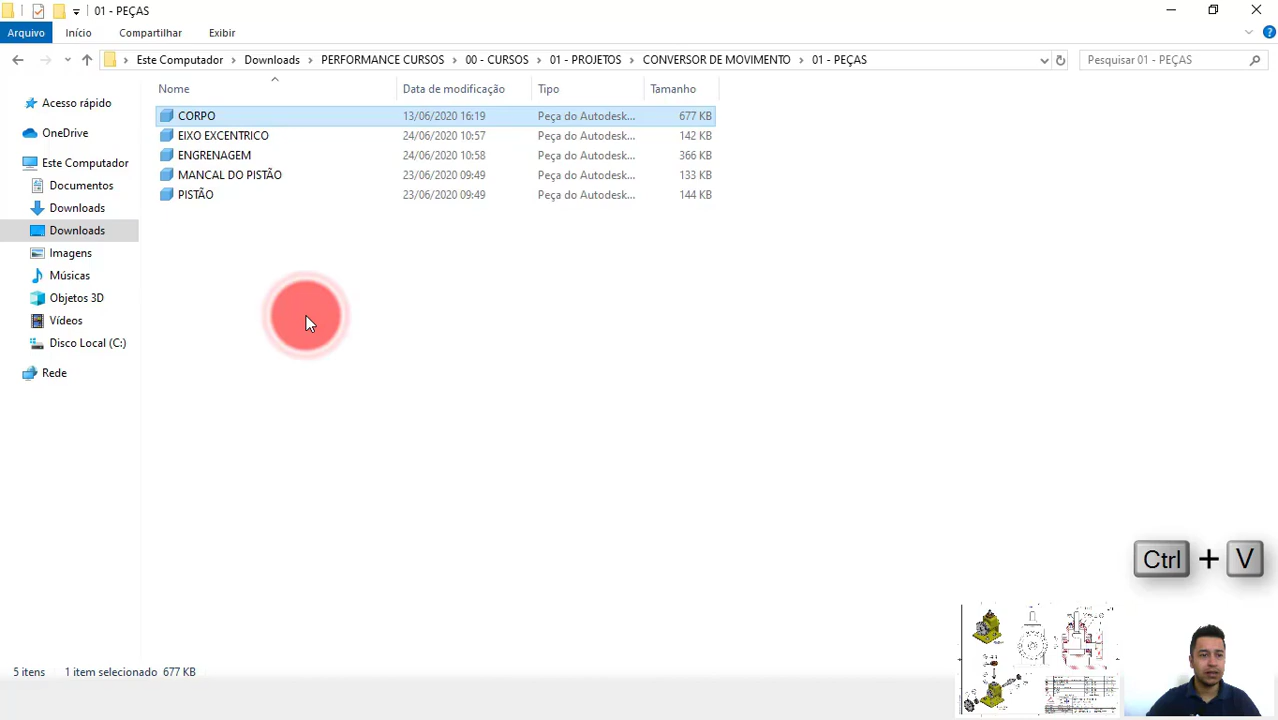 01 - PEÇAS
Arquivo Início Compartilhar Exibir
Este Computador Downloads PERFORMANCE CURSOS 00 - CURSOS 01 - PROJETOS CONVERSOR DE MOVIMENTO 01 - PEÇAS Pesquisar 01 - PEÇAS
Nome Data de modificação Tipo Tamanho
CORPO 13/06/2020 16:19 Peça do Autodesk... 677 KB
EIXO EXCENTRICO 24/06/2020 10:57 Peça do Autodesk... 142 KB
ENGRENAGEM 24/06/2020 10:58 Peça do Autodesk... 366 KB
MANCAL DO PISTÃO 23/06/2020 09:49 Peça do Autodesk... 133 KB
PISTÃO 23/06/2020 09:49 Peça do Autodesk... 144 KB
Acesso rápido
OneDrive
Este Computador
Documentos
Downloads
Downloads
Imagens
Músicas
Objetos 3D
Vídeos
Disco Local (C:)
Rede
Ctrl + V
5 itens 1 item selecionado 677 KB